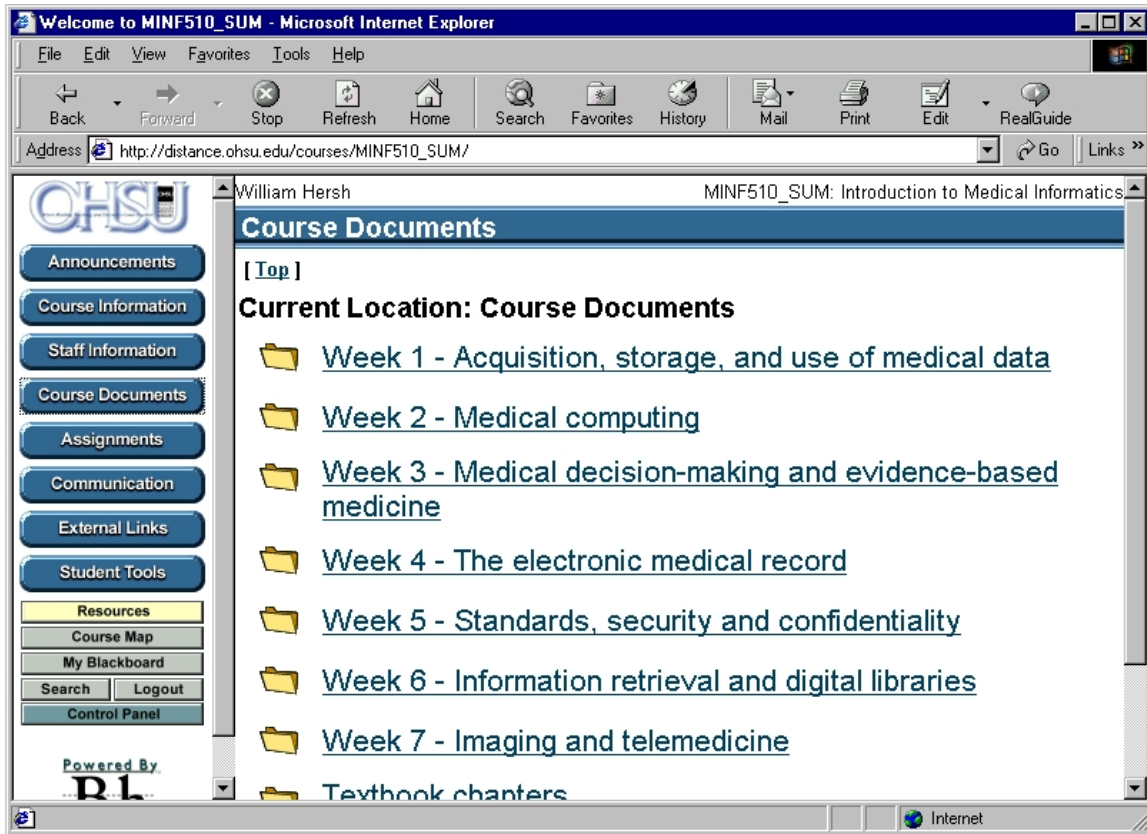 Welcome to MINF510_SUM - Microsoft Internet Explorer
File Edit View Favorites Tools Help
Back Forward Stop Refresh Home Search Favorites History Mail Print Edit RealGuide
Address http://distance.ohsu.edu/courses/MINF510_SUM/ Go Links »
OHSU
William Hersh MINF510_SUM: Introduction to Medical Informatics
Course Documents
[ Top ]
Current Location: Course Documents
Week 1 - Acquisition, storage, and use of medical data
Week 2 - Medical computing
Week 3 - Medical decision-making and evidence-based
medicine
Week 4 - The electronic medical record
Week 5 - Standards, security and confidentiality
Week 6 - Information retrieval and digital libraries
Week 7 - Imaging and telemedicine
Textbook chapters
Announcements
Course Information
Staff Information
Course Documents
Assignments
Communication
External Links
Student Tools
Resources
Course Map
My Blackboard
Search Logout
Control Panel
Powered By
Bb
Internet